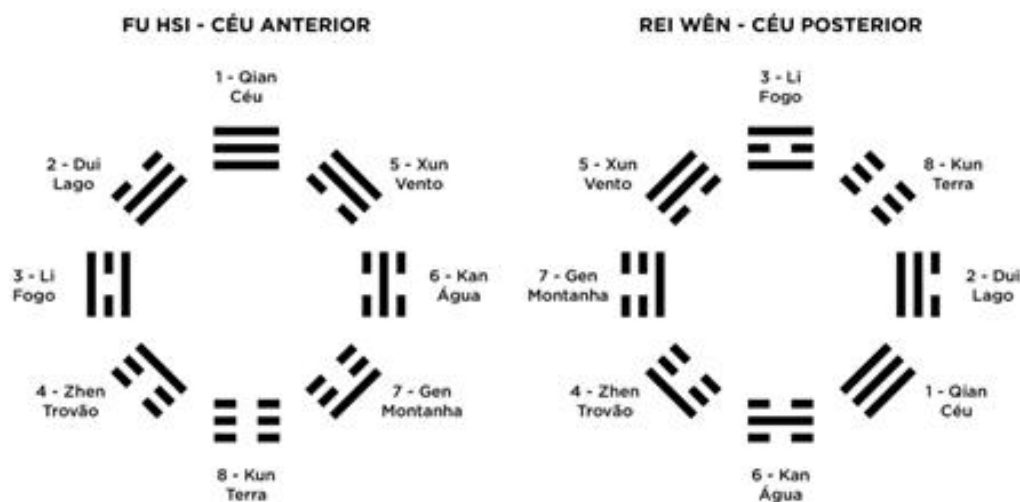 FU HSI - CÉU ANTERIOR
1 - Qian
Céu
2 - Dui
Lago
5 - Xun
Vento
3 - Li
Fogo
6 - Kan
Água
4 - Zhen
Trovão
7 - Gen
Montanha
8 - Kun
Terra
REI WÊN - CÉU POSTERIOR
3 - Li
Fogo
5 - Xun
Vento
8 - Kun
Terra
7 - Gen
Montanha
2 - Dui
Lago
4 - Zhen
Trovão
1 - Qian
Céu
6 - Kan
Água